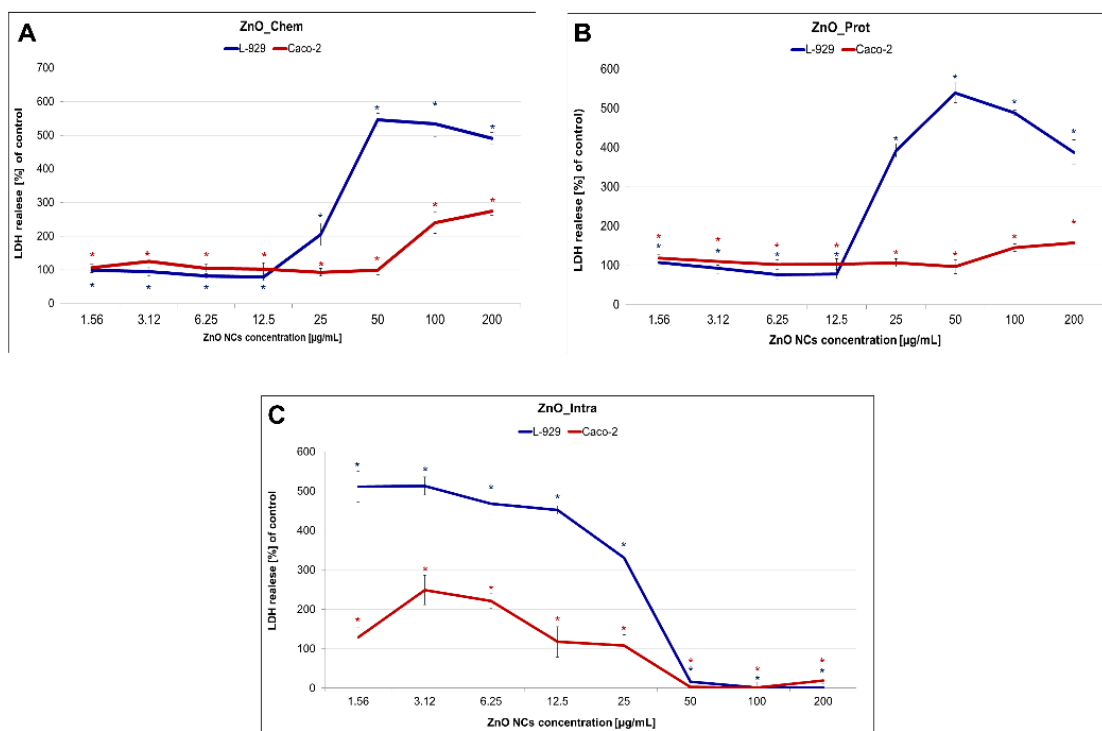 A
ZnO_Chem
L-929 Caco-2
LDH realese [%] of control
700
600
500
400
300
200
100
0
* * * * * * * *
* * * * * * * *
1.56 3.12 6.25 12.5 25 50 100 200
ZnO NCs concentration [µg/mL]
B
ZnO_Prot
L-929 Caco-2
LDH realese [%] of control)
600
500
400
300
200
100
0
* * * * * * * *
* * * * * * * *
1.56 3.12 6.25 12.5 25 50 100 200
ZnO NCs concentration [µg/mL]
C
ZnO_Intra
L-929 Caco-2
LDH realese [%] of control
600
500
400
300
200
100
0
* * * * * * * *
* * * * * * * *
1.56 3.12 6.25 12.5 25 50 100 200
ZnO NCs concentration [µg/mL]